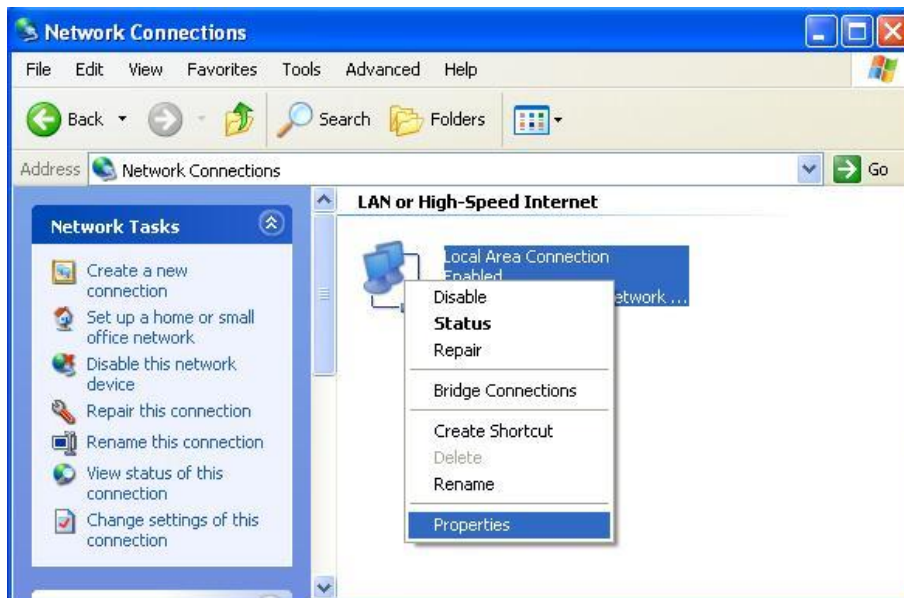 Network Connections
File Edit View Favorites Tools Advanced Help
Back Search Folders
Address Network Connections Go
Network Tasks
Create a new
connection
Set up a home or small
office network
Disable this network
device
Repair this connection
Rename this connection
View status of this
connection
Change settings of this
connection
LAN or High-Speed Internet
Local Area Connection
Enabled
etwork ...
Disable
Status
Repair
Bridge Connections
Create Shortcut
Delete
Rename
Properties